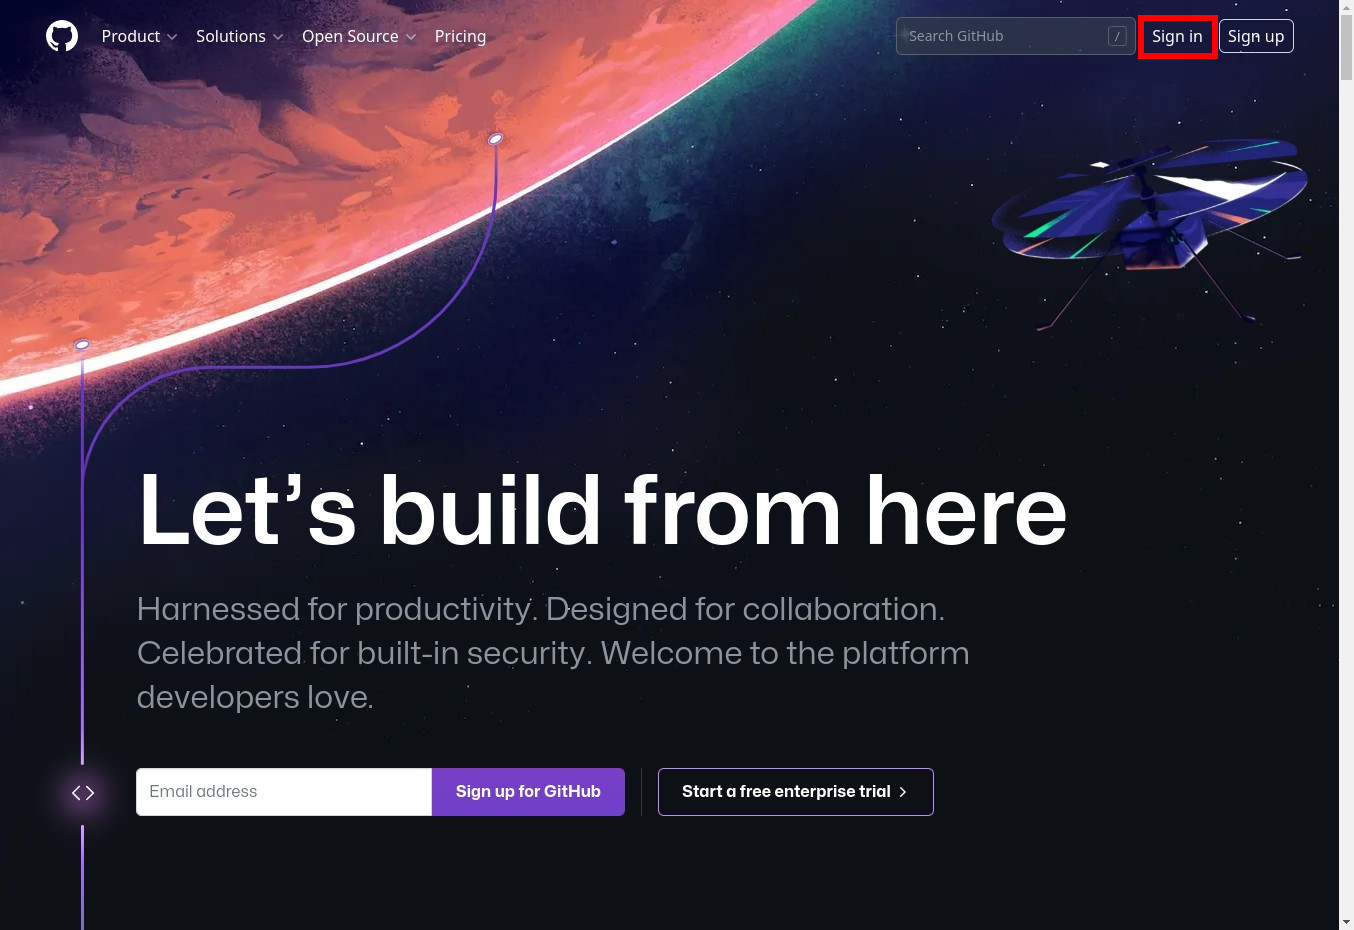 Product Solutions Open Source Pricing Search GitHub / Sign in Sign up
Let’s build from here
Harnessed for productivity. Designed for collaboration.
Celebrated for built-in security. Welcome to the platform
developers love.
Email address Sign up for GitHub Start a free enterprise trial